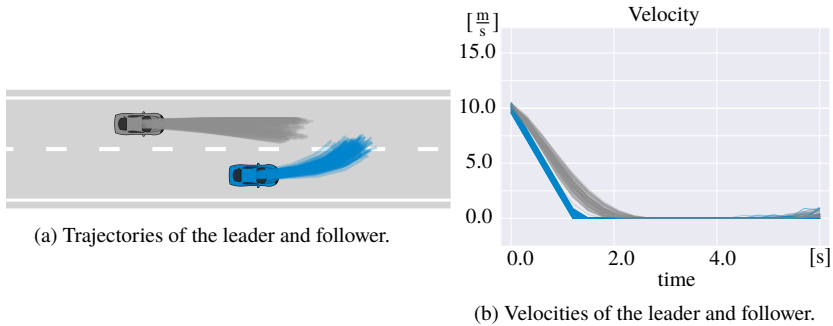 Velocity
[m/s]
15.0
10.0
5.0
0.0
0.0 2.0 4.0 [s]
time
(a) Trajectories of the leader and follower.
(b) Velocities of the leader and follower.